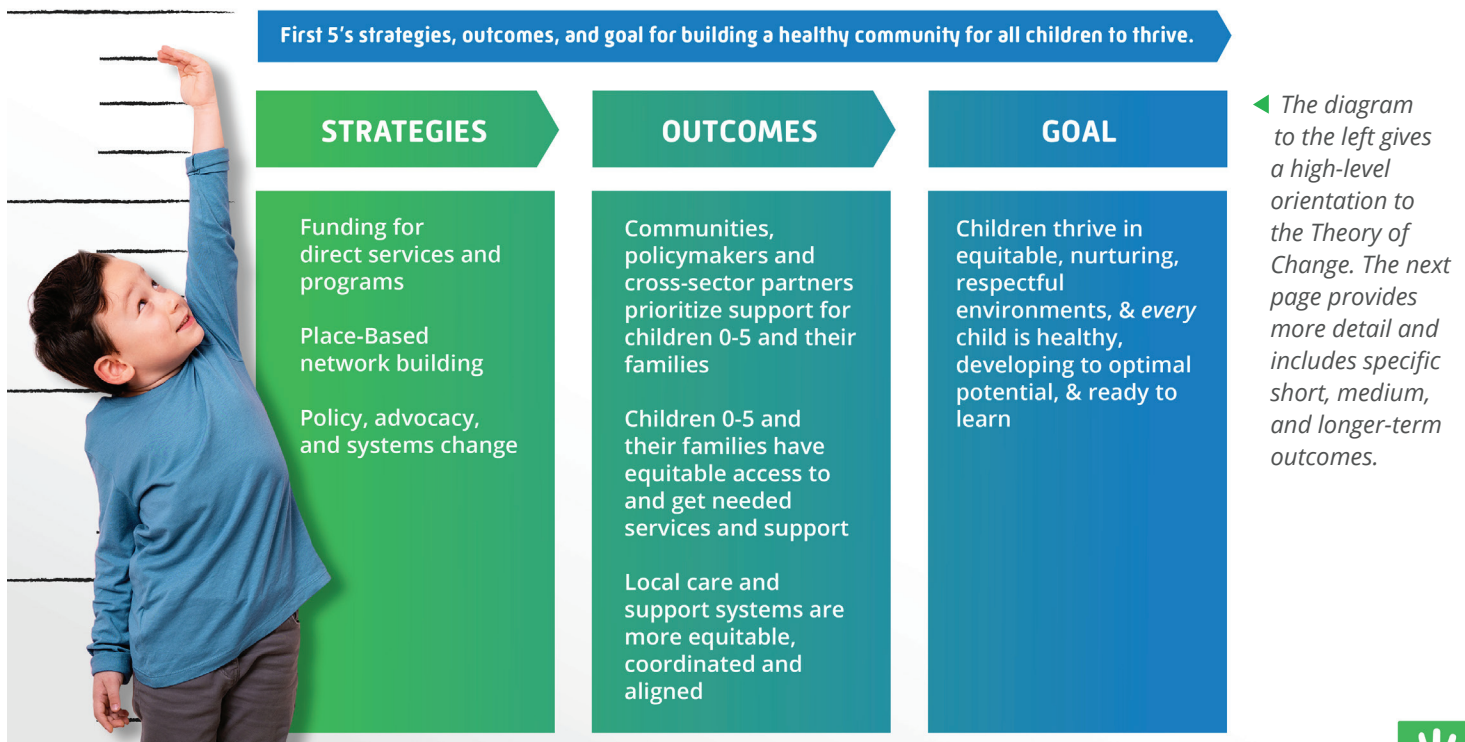 First 5's strategies, outcomes, and goal for building a healthy community for all children to thrive.
STRATEGIES
Funding for
direct services and
programs
Place-Based
network building
Policy, advocacy,
and systems change
OUTCOMES
Communities,
policymakers and
cross-sector partners
prioritize support for
children 0-5 and their
families
Children 0-5 and
their families have
equitable access to
and get needed
services and support
Local care and
support systems are
more equitable,
coordinated and
aligned
GOAL
Children thrive in
equitable, nurturing,
respectful
environments, & every
child is healthy,
developing to optimal
potential, & ready to
learn
The diagram
to the left gives
a high-level
orientation to
the Theory of
Change. The next
page provides
more detail and
includes specific
short, medium,
and longer-term
outcomes.